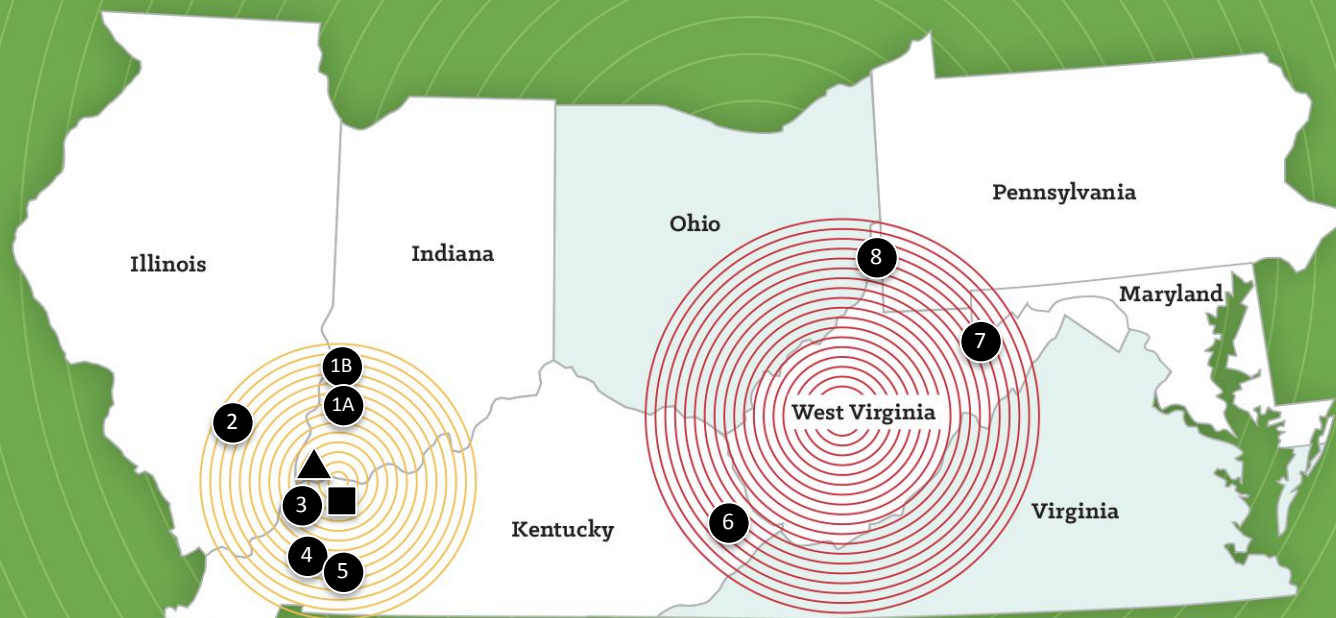 Pennsylvania
Ohio
Indiana
Illinois
8
Maryland
7
1B
1A
2
West Virginia
3
6
Virginia
Kentucky
4
5